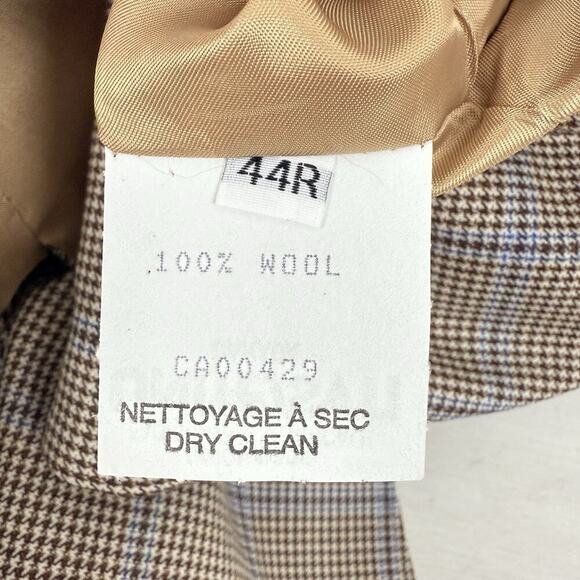 44R
100% WOOL
CA00429
NETTOYAGE À SEC
DRY CLEAN